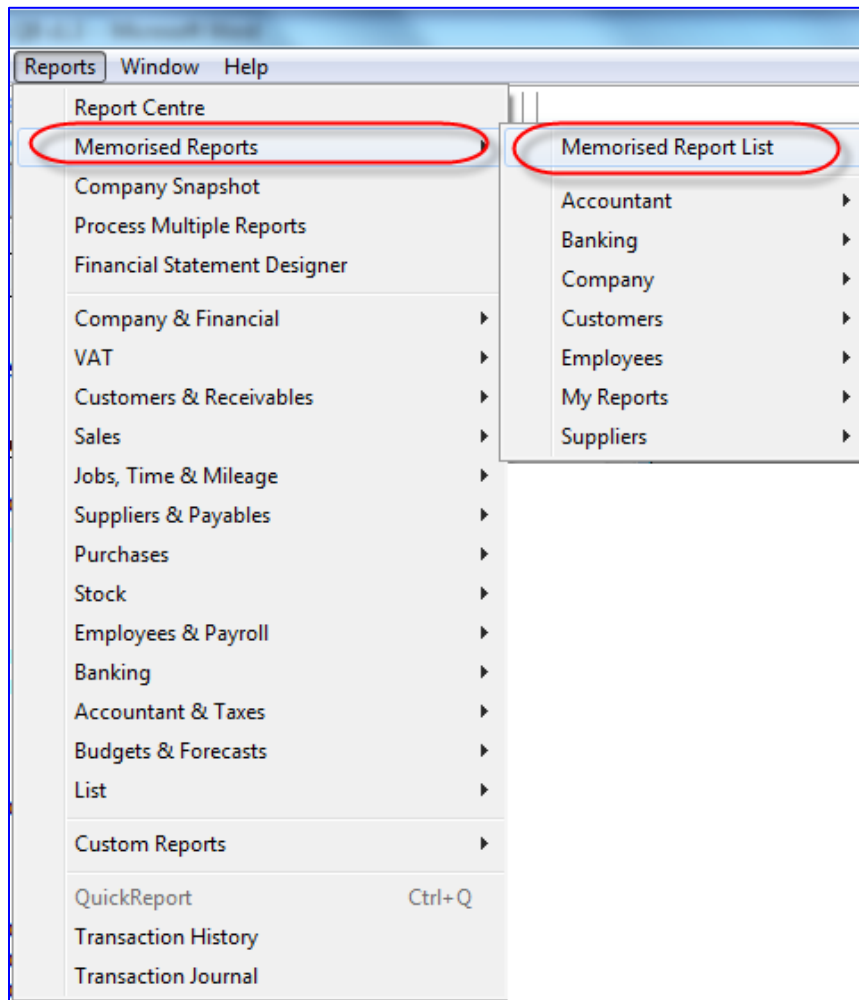 Reports Window Help
Report Centre
Memorised Reports
Company Snapshot
Process Multiple Reports
Financial Statement Designer
Company & Financial
VAT
Customers & Receivables
Sales
Jobs, Time & Mileage
Suppliers & Payables
Purchases
Stock
Employees & Payroll
Banking
Accountant & Taxes
Budgets & Forecasts
List
Custom Reports
QuickReport Ctrl+Q
Transaction History
Transaction Journal
Memorised Report List
Accountant
Banking
Company
Customers
Employees
My Reports
Suppliers